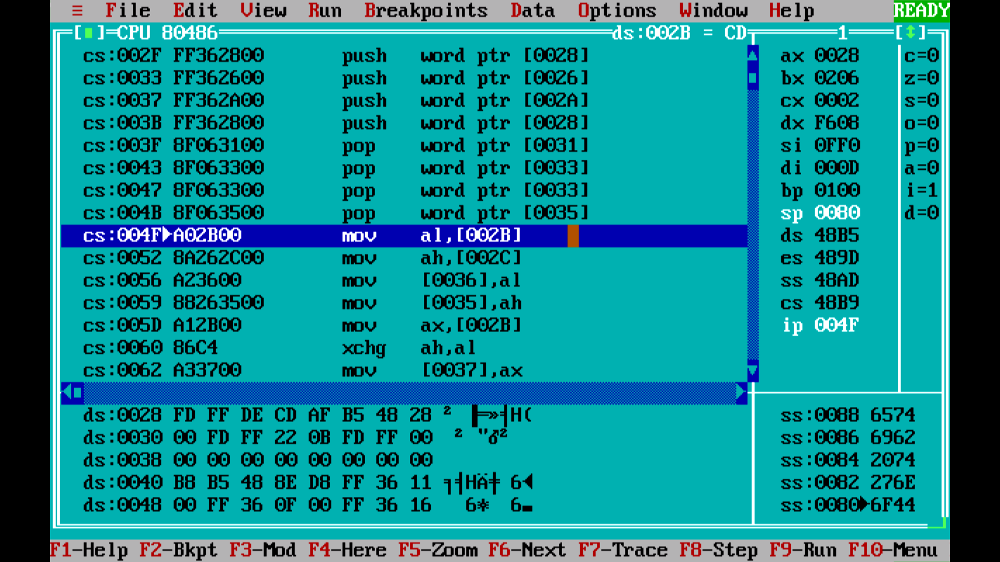 ≡ File Edit View Run Breakpoints Data Options Window Help READY
[■]=CPU 80486 ds:002B = CD 1 [↕]
cs:002F FF362800 push word ptr [0028] ax 0028 c=0
cs:0033 FF362600 push word ptr [0026] bx 0206 z=0
cs:0037 FF362A00 push word ptr [002A] cx 0002 s=0
cs:003B FF362800 push word ptr [0028] dx F608 o=0
cs:003F 8F063100 pop word ptr [0031] si 0FF0 p=0
cs:0043 8F063300 pop word ptr [0033] di 000D a=0
cs:0047 8F063300 pop word ptr [0033] bp 0100 i=1
cs:004B 8F063500 pop word ptr [0035] sp 0080 d=0
cs:004F►A02B00 mov al,[002B] ds 48B5
cs:0052 8A262C00 mov ah,[002C] es 489D
cs:0056 A23600 mov [0036],al ss 48AD
cs:0059 88263500 mov [0035],ah cs 48B9
cs:005D A12B00 mov ax,[002B] ip 004F
cs:0060 86C4 xchg ah,al
cs:0062 A33700 mov [0037],ax
ds:0028 FD FF DE CD AF B5 48 28 ² ▐═»╡H( ss:0088 6574
ds:0030 00 FD FF 22 0B FD FF 00 ² "♂² ss:0086 6962
ds:0038 00 00 00 00 00 00 00 00 ss:0084 2074
ds:0040 B8 B5 48 8E D8 FF 36 11 ╕╡HÄ╪ 6◄ ss:0082 276E
ds:0048 00 FF 36 0F 00 FF 36 16 6☼ 6▬ ss:0080►6F44
F1-Help F2-Bkpt F3-Mod F4-Here F5-Zoom F6-Next F7-Trace F8-Step F9-Run F10-Menu